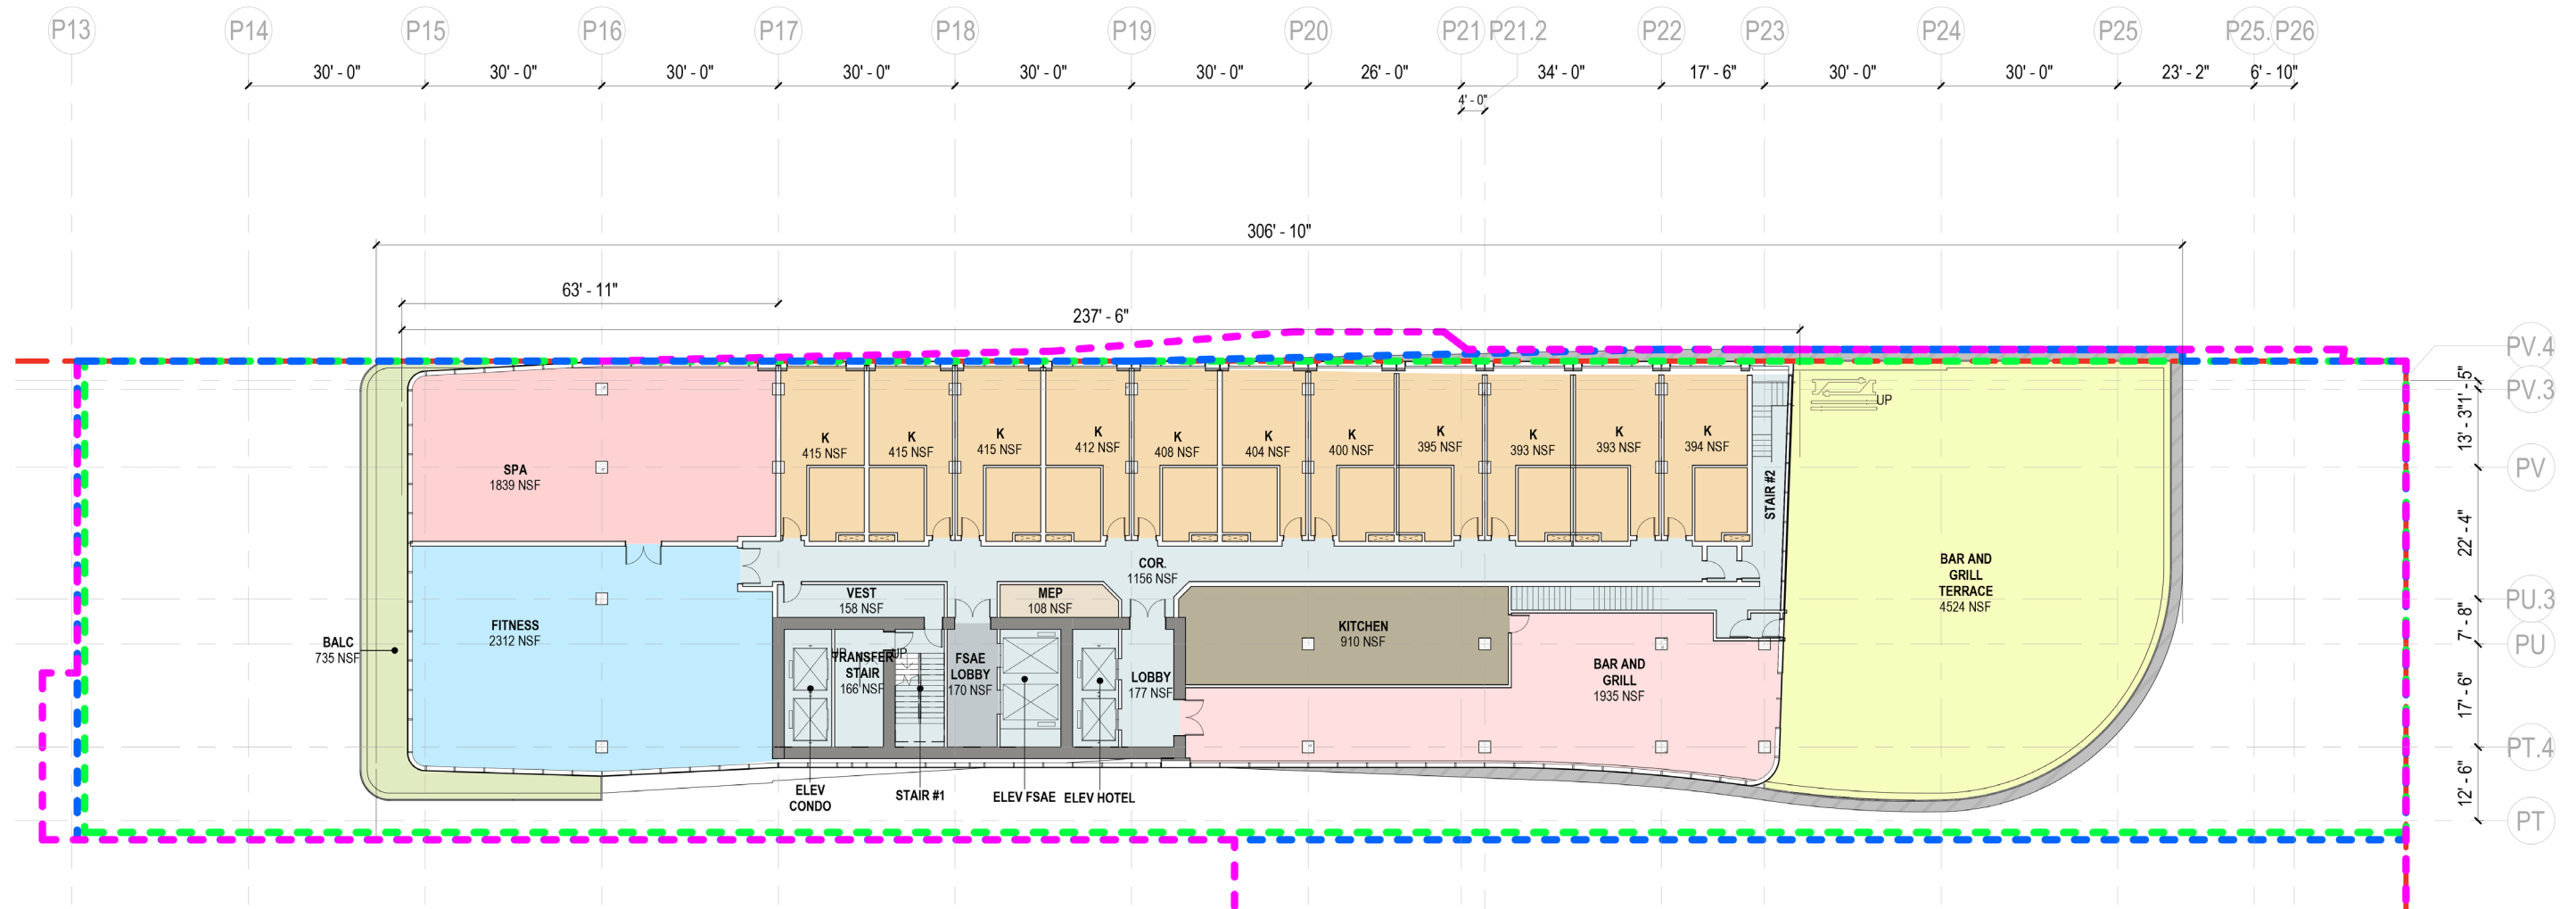 P13 P14 P15 P16 P17 P18 P19 P20 P21 P21.2 P22 P23 P24 P25 P25. P26
30' - 0" 30' - 0" 30' - 0" 30' - 0" 30' - 0" 30' - 0" 26' - 0" 34' - 0" 17' - 6" 30' - 0" 30' - 0" 23' - 2" 6' - 10"
4' - 0"
306' - 10"
63' - 11"
237' - 6"
PV.4
PV.3
1' - 5"
13' - 3"
PV
22' - 4"
PU.3
7' - 8"
PU
17' - 6"
PT.4
12' - 6"
PT
UP
SPA
1839 NSF
K
415 NSF
K
415 NSF
K
415 NSF
K
412 NSF
K
408 NSF
K
404 NSF
K
400 NSF
K
395 NSF
K
393 NSF
K
393 NSF
K
394 NSF
STAIR #2
COR.
1156 NSF
BAR AND
GRILL
TERRACE
4524 NSF
VEST
158 NSF
MEP
108 NSF
FITNESS
2312 NSF
KITCHEN
910 NSF
BALC
735 NSF
UP
TRANSFER
STAIR
166 NSF
UP
FSAE
LOBBY
170 NSF
LOBBY
177 NSF
BAR AND
GRILL
1935 NSF
ELEV
CONDO
STAIR #1
ELEV FSAE
ELEV HOTEL